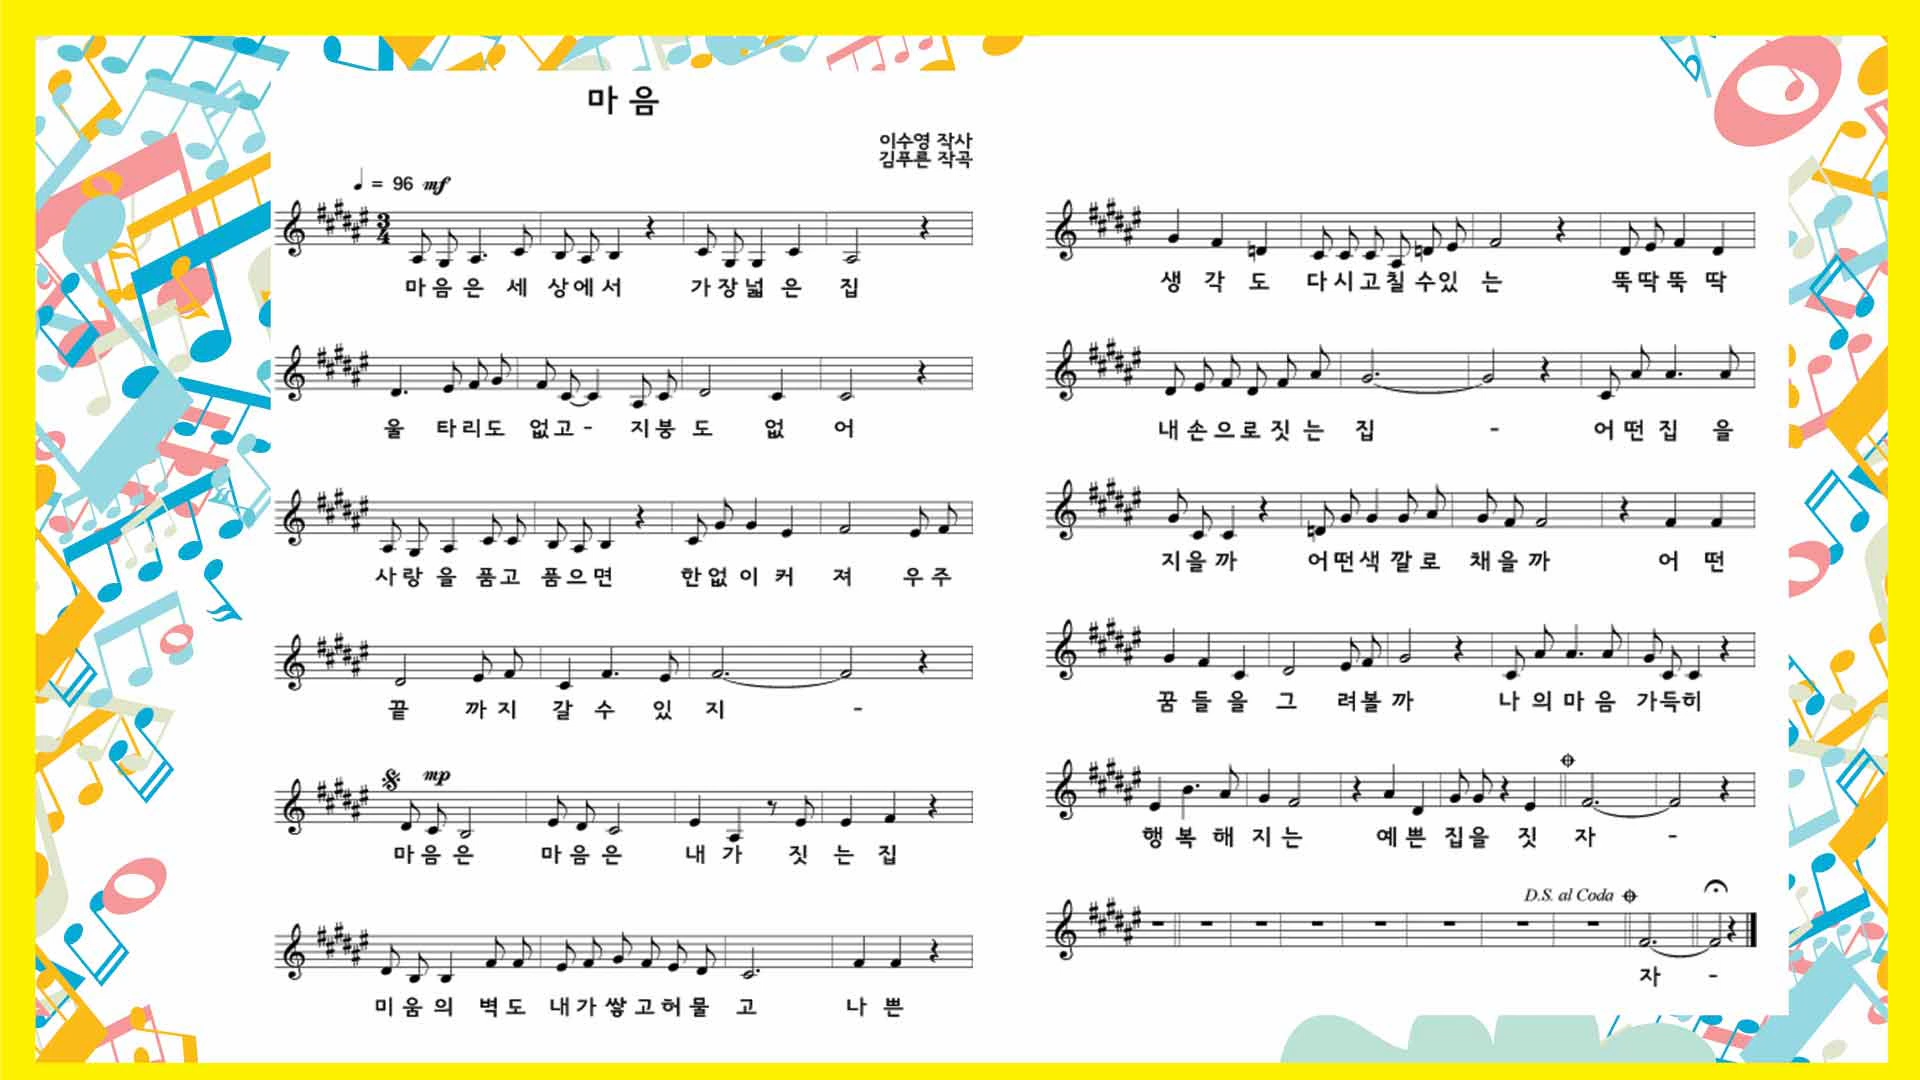 마 음
이수영 작사
김푸른 작곡
♩ = 96 mf
3/4
마 음 은 세 상에 서 가 장 넓 은 집
울 타 리 도 없 고 - 지 붕 도 없 어
사 랑 을 품 고 품 으 면 한 없 이 커 져 우 주
끝 까 지 갈 수 있 지 -
mp
마 음 은 마 음 은 내 가 짓 는 집
미 움 의 벽 도 내 가 쌓 고 허 물 고 나 쁜
생 각 도 다 시 고 칠 수 있 는 뚝 딱 뚝 딱
내 손 으 로 짓 는 집 - 어 떤 집 을
지 을 까 어 떤 색 깔 로 채 을 까 어 떤
꿈 들 을 그 려 볼 까 나 의 마 음 가 득 히
행 복 해 지 는 예 쁜 집 을 짓 자 -
D.S. al Coda
자 -